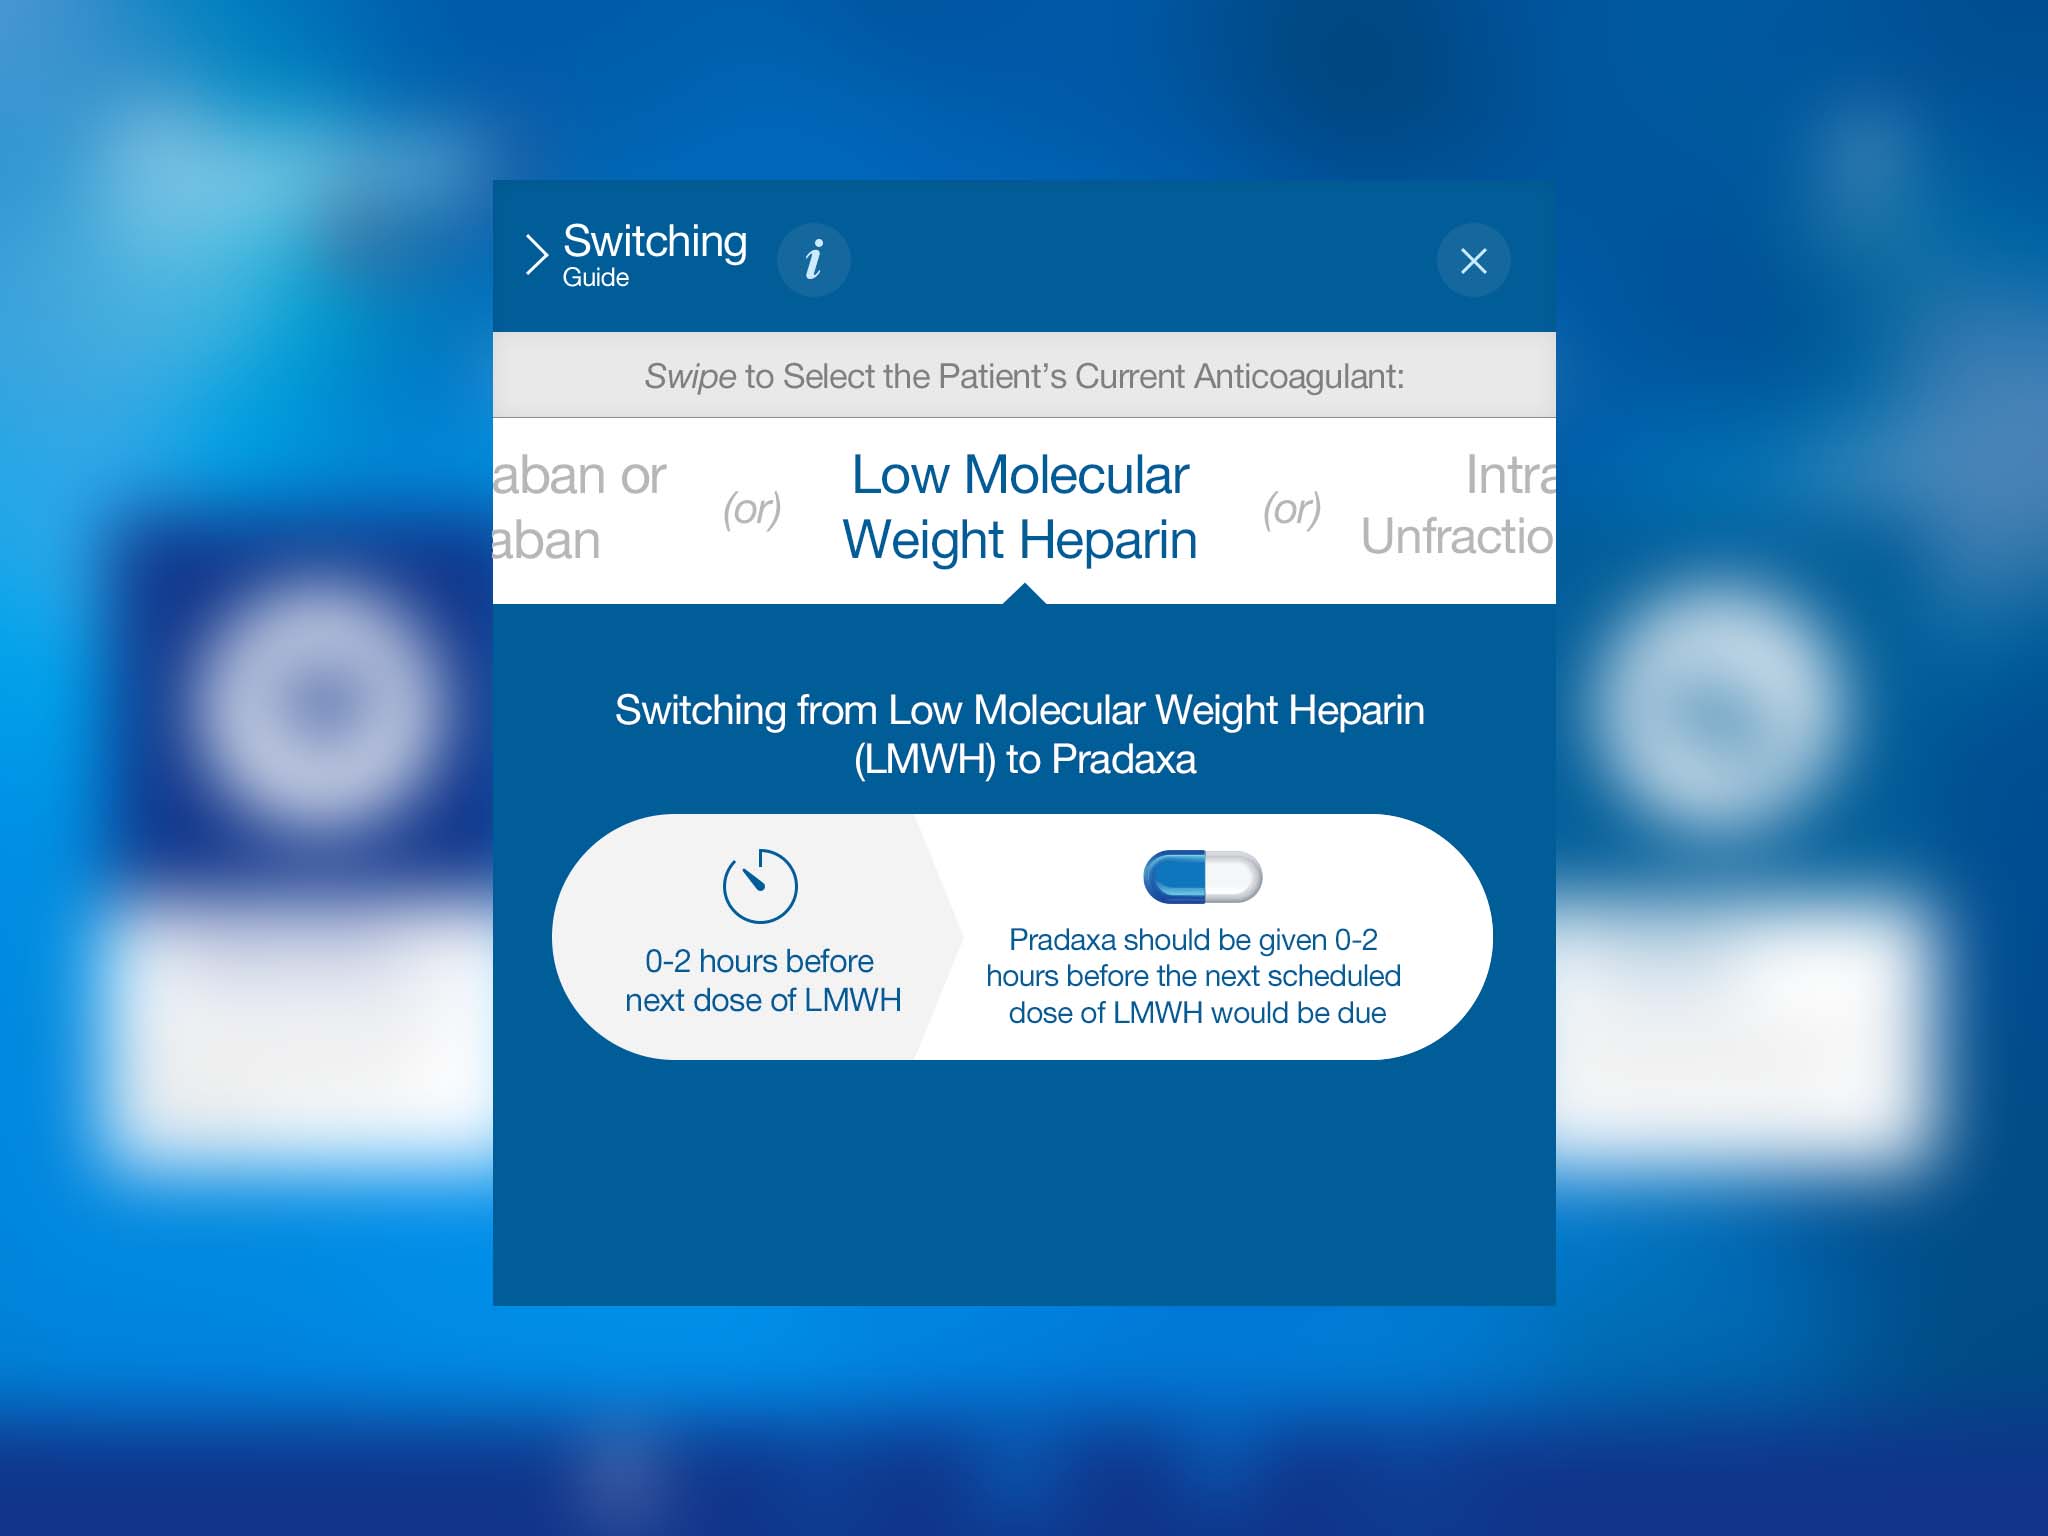 Switching
Guide
i
Swipe to Select the Patient's Current Anticoagulant:
aban or
aban
(or)
Low Molecular
Weight Heparin
(or)
Intra
Unfractio
Switching from Low Molecular Weight Heparin
(LMWH) to Pradaxa
0-2 hours before
next dose of LMWH
Pradaxa should be given 0-2
hours before the next scheduled
dose of LMWH would be due